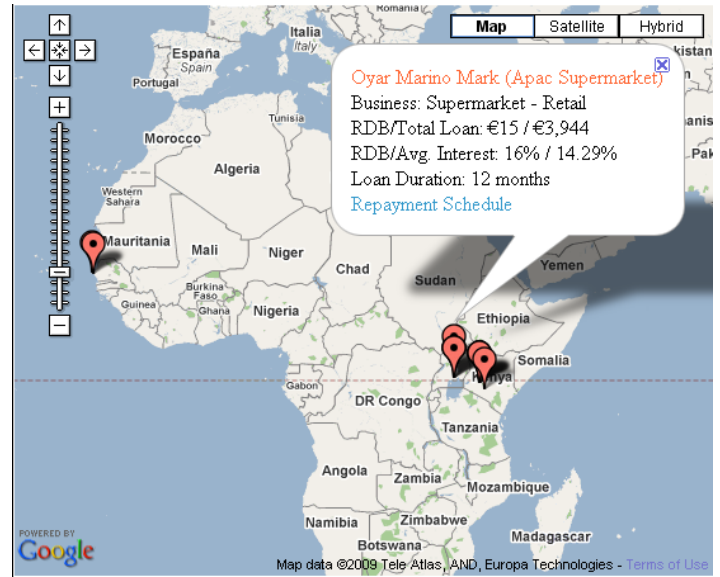 Romania
Map Satellite Hybrid
Italia
Italy
España
Spain
Portugal
kistan
Oyar Marino Mark (Apac Supermarket)
Business: Supermarket - Retail
RDB/Total Loan: €15 / €3,944
RDB/Avg. Interest: 16% / 14.29%
Loan Duration: 12 months
Repayment Schedule
anis
Pak
Tunisia
Morocco
Algeria
Western
Sahara
Mauritania
Mali
Niger
Chad
Sudan
Yemen
Burkina
Faso
Guinea
Ghana
Nigeria
Ethiopia
Somalia
Kenya
Gabon
DR Congo
Tanzania
Angola
Zambia
Mozambique
Namibia
Zimbabwe
Botswana
Madagascar
POWERED BY
Google
Map data ©2009 Tele Atlas, AND, Europa Technologies - Terms of Use